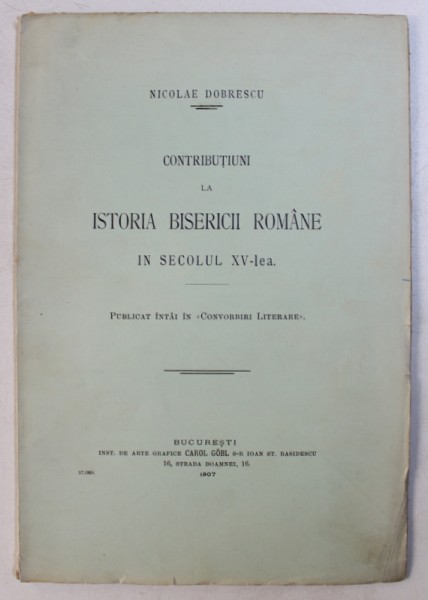 NICOLAE DOBRESCU
CONTRIBUȚIUNI
LA
ISTORIA BISERICII ROMÂNE
IN SECOLUL XV-lea.
PUBLICAT ÎNTÂI ÎN «CONVORBIRI LITERARE».
BUCUREȘTI
INST. DE ARTE GRAFICE CAROL GÖBL S-R IOAN ST. RASIDESCU
16, STRADA DOAMNEI, 16.
1907